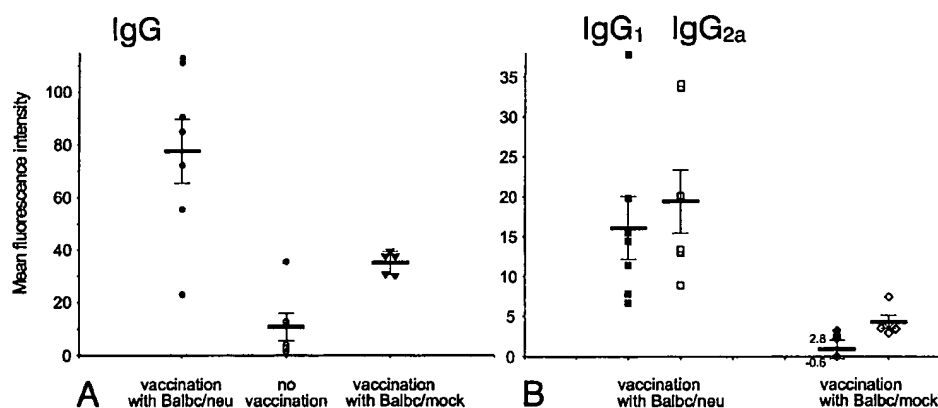 IgG
IgG1 IgG2a
Mean fluorescence intensity
100
80
60
40
20
0
35
30
25
20
15
10
5
0
2.8
-0.6
A
vaccination
with Balbc/neu
no
vaccination
vaccination
with Balbc/mock
B
vaccination
with Balbc/neu
vaccination
with Balbc/mock